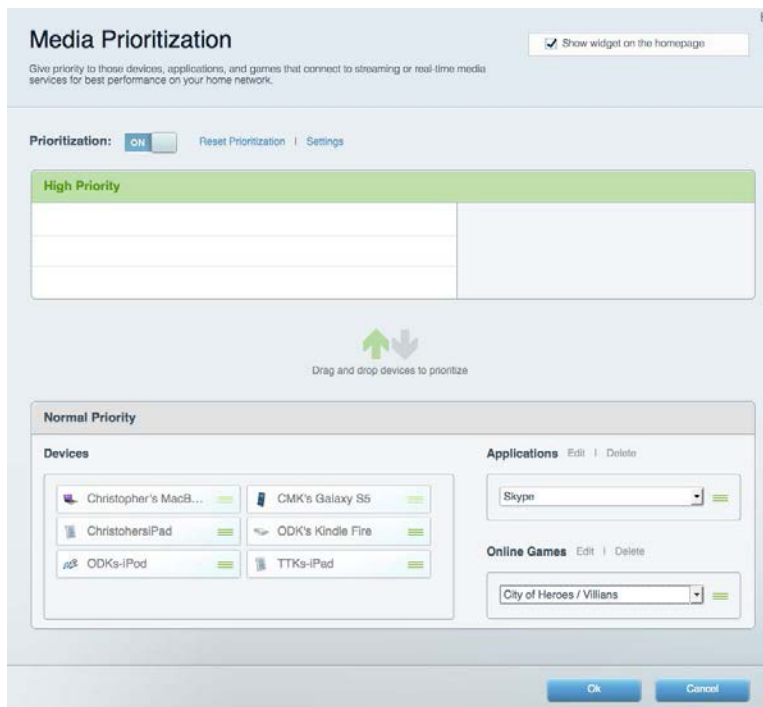 Media Prioritization
Show widget on the homepage
Give priority to those devices, applications, and games that connect to streaming or real-time media
services for best performance on your home network.
Prioritization: ON Reset Prioritization | Settings
High Priority
Drag and drop devices to prioritize
Normal Priority
Devices
Christopher's MacB...
CMK's Galaxy S5
ChristohersiPad
ODK's Kindle Fire
ODKs-iPod
TTKs-iPad
Applications Edit | Delete
Skype
Online Games Edit | Delete
City of Heroes / Villians
Ok
Cancel